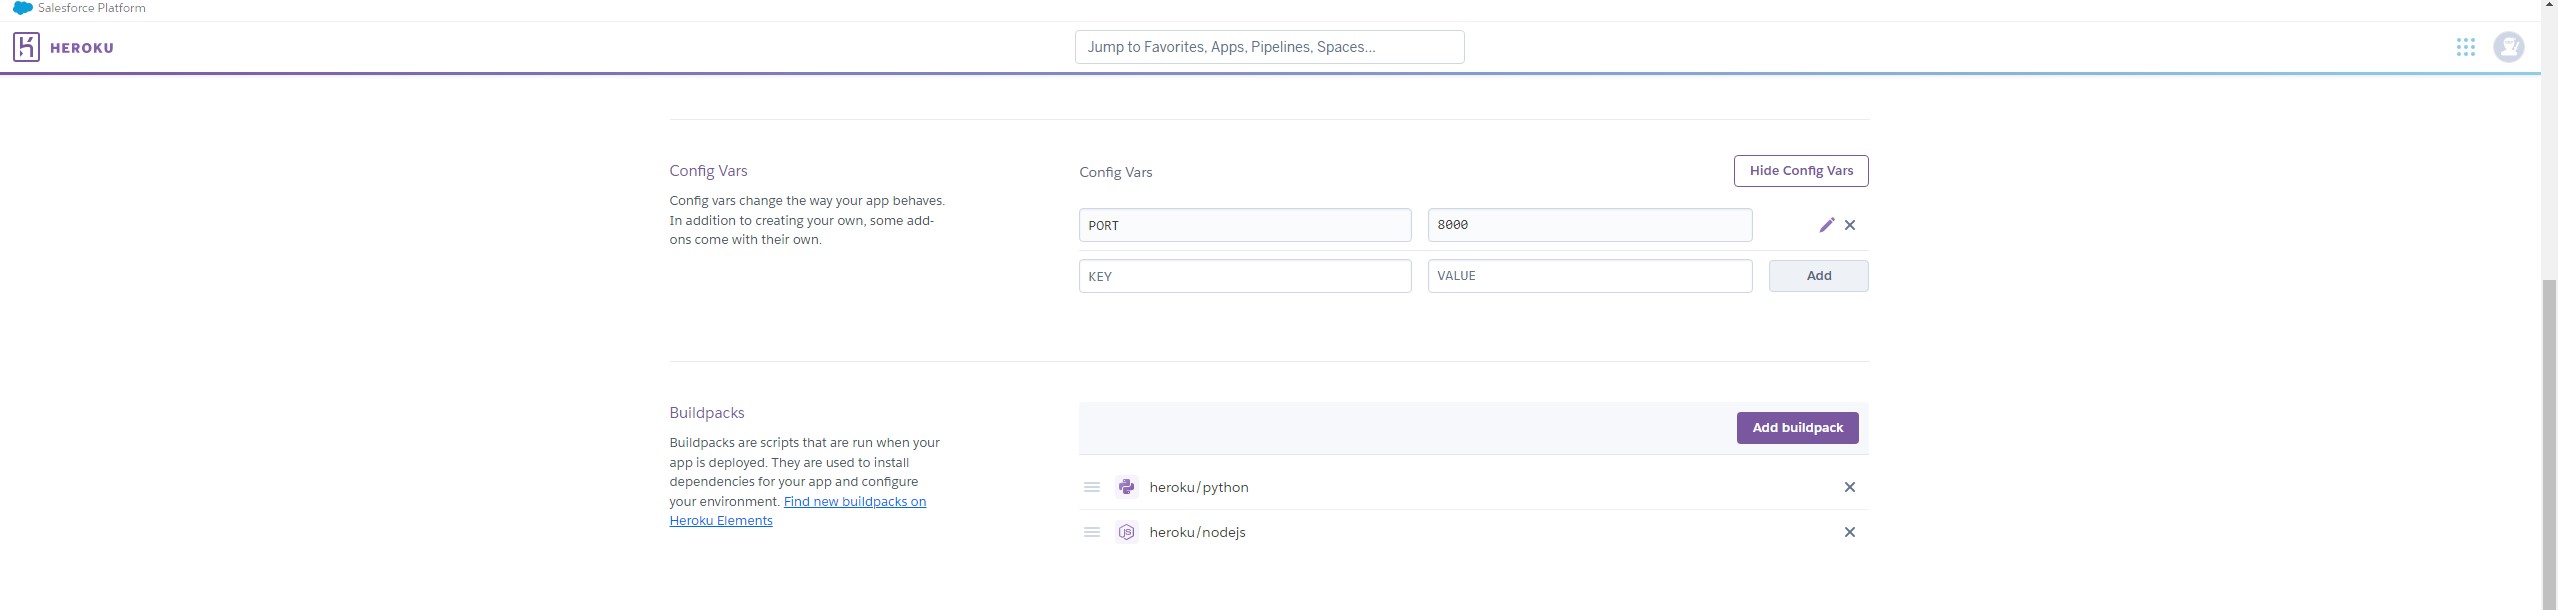 Salesforce Platform
HEROKU
Jump to Favorites, Apps, Pipelines, Spaces...
Config Vars
Config vars change the way your app behaves.
In addition to creating your own, some add-
ons come with their own.
Config Vars
Hide Config Vars
PORT
8000
KEY
VALUE
Add
Buildpacks
Buildpacks are scripts that are run when your
app is deployed. They are used to install
dependencies for your app and configure
your environment. Find new buildpacks on
Heroku Elements
Add buildpack
heroku/python
heroku/nodejs